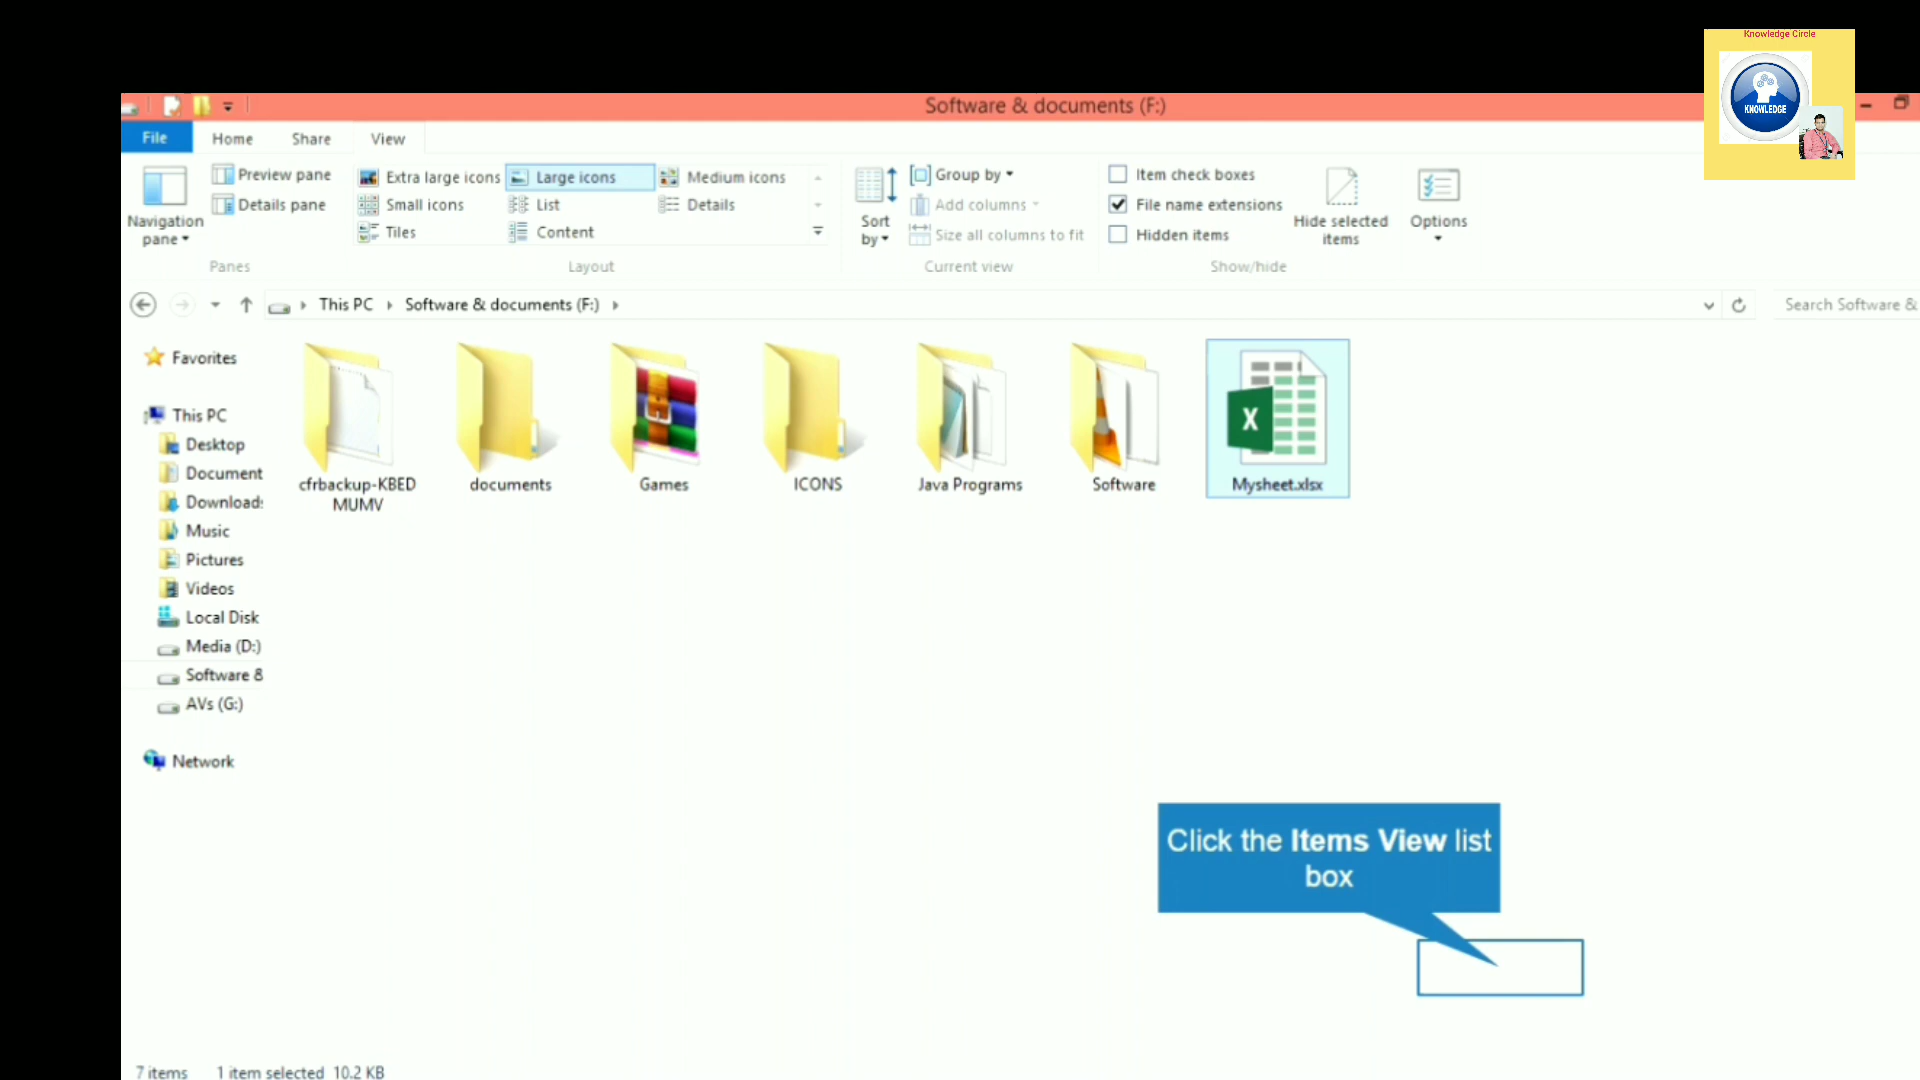 Knowledge Circle
KNOWLEDGE
Software & documents (F:)
File Home Share View
Preview pane
Details pane
Navigation
pane
Panes
Extra large icons Large icons Medium icons
Small icons List Details
Tiles Content
Layout
Sort
by
Group by
Add columns
Size all columns to fit
Current view
Item check boxes
File name extensions
Hidden items
Hide selected
items
Show/hide
Options
This PC Software & documents (F:)
Search Software &
Favorites
This PC
Desktop
Document
Downloads
Music
Pictures
Videos
Local Disk
Media (D:)
Software &
AVs (G:)
Network
cfrbackup-KBED
MUMV
documents
Games
ICONS
Java Programs
Software
X
Mysheet.xlsx
Click the Items View list
box
7 items 1 item selected 10.2 KB